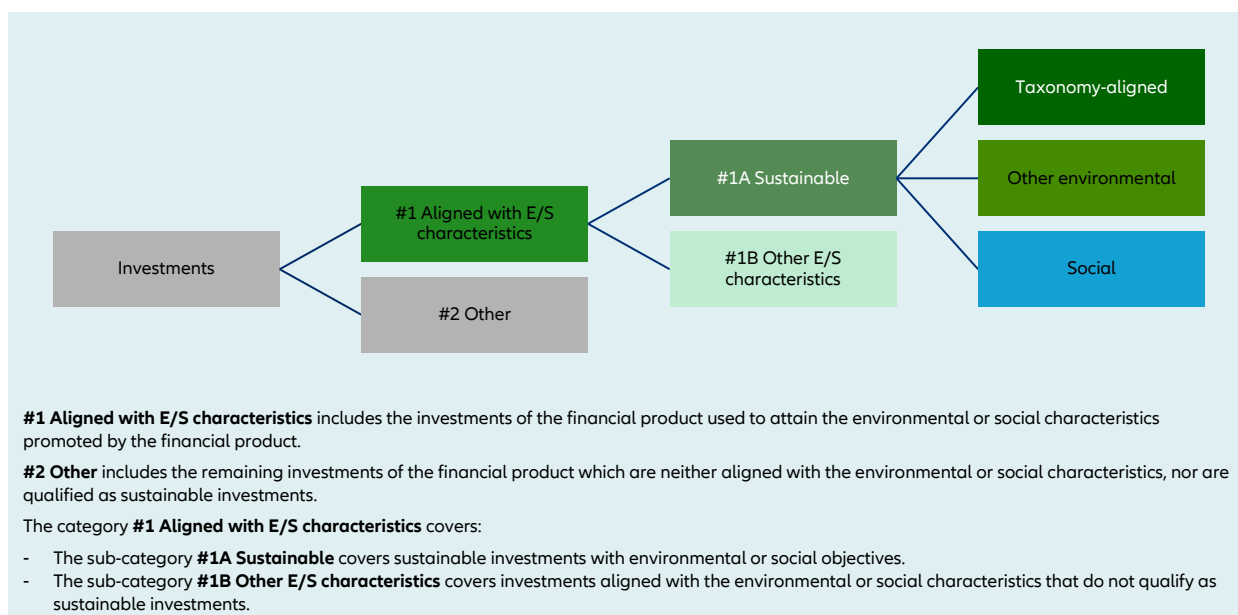 Taxonomy-aligned
#1A Sustainable
Other environmental
#1 Aligned with E/S
characteristics
#1B Other E/S
characteristics
Investments
Social
#2 Other
#1 Aligned with E/S characteristics includes the investments of the financial product used to attain the environmental or social characteristics
promoted by the financial product.
#2 Other includes the remaining investments of the financial product which are neither aligned with the environmental or social characteristics, nor are
qualified as sustainable investments.
The category #1 Aligned with E/S characteristics covers:
- The sub-category #1A Sustainable covers sustainable investments with environmental or social objectives.
- The sub-category #1B Other E/S characteristics covers investments aligned with the environmental or social characteristics that do not qualify as
sustainable investments.